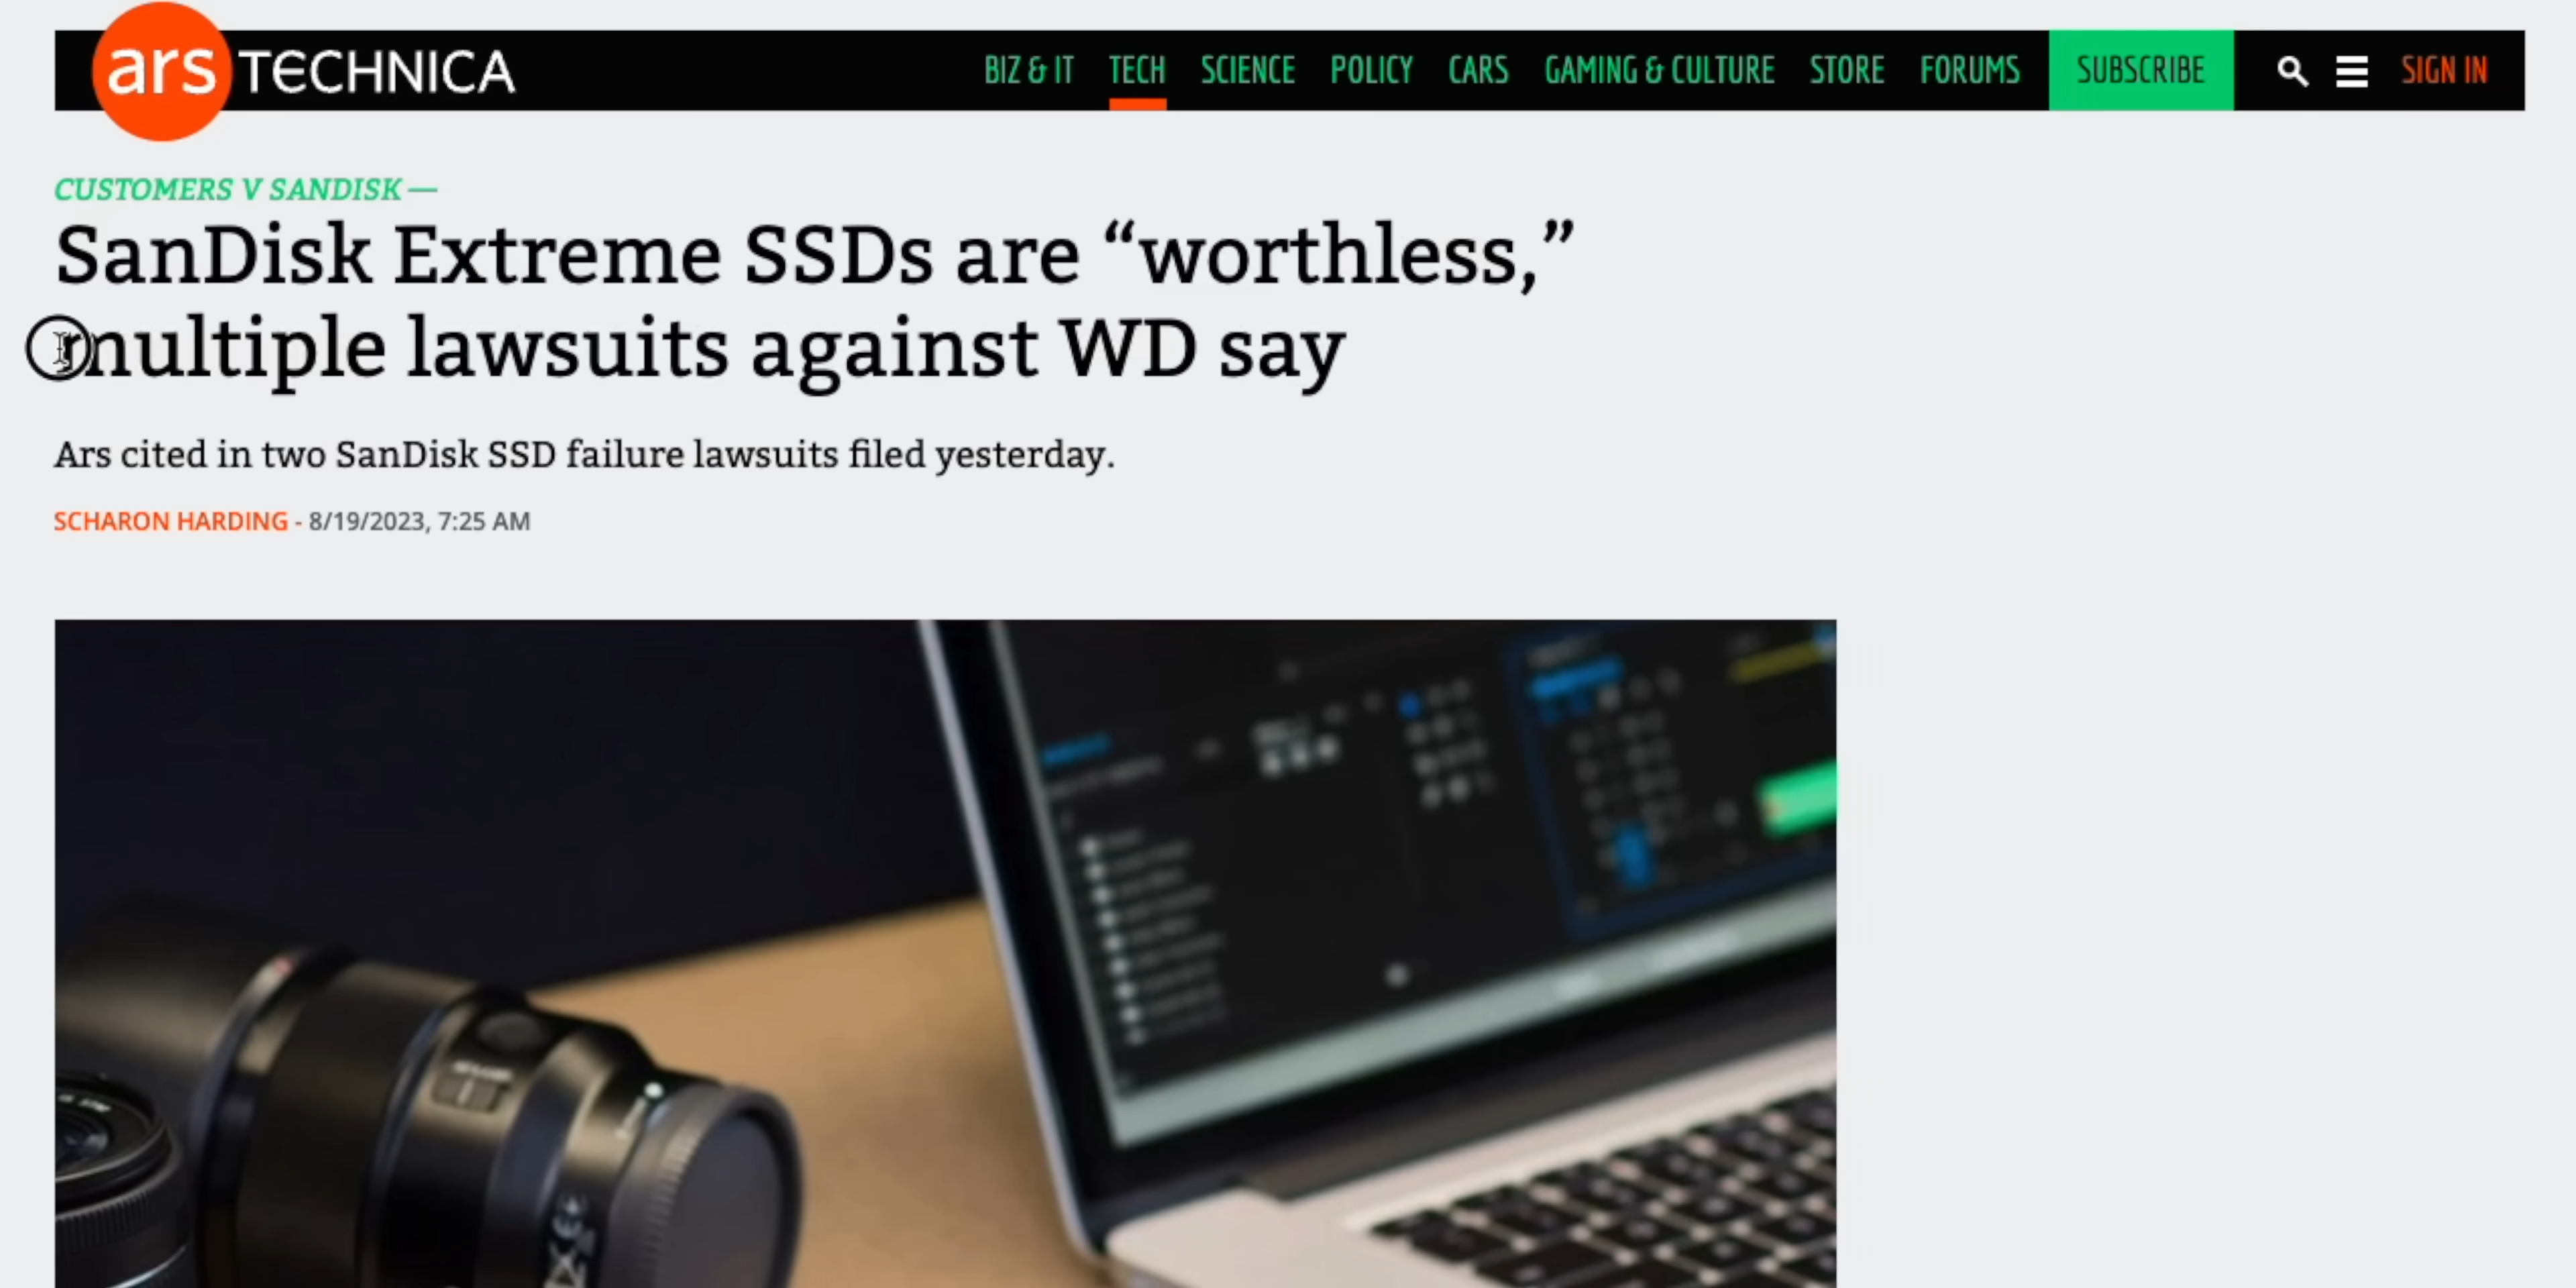 ars TECHNICA
BIZ & IT TECH SCIENCE POLICY CARS GAMING & CULTURE STORE FORUMS SUBSCRIBE SIGN IN
CUSTOMERS V SANDISK —
SanDisk Extreme SSDs are “worthless,”
multiple lawsuits against WD say
Ars cited in two SanDisk SSD failure lawsuits filed yesterday.
SCHARON HARDING - 8/19/2023, 7:25 AM